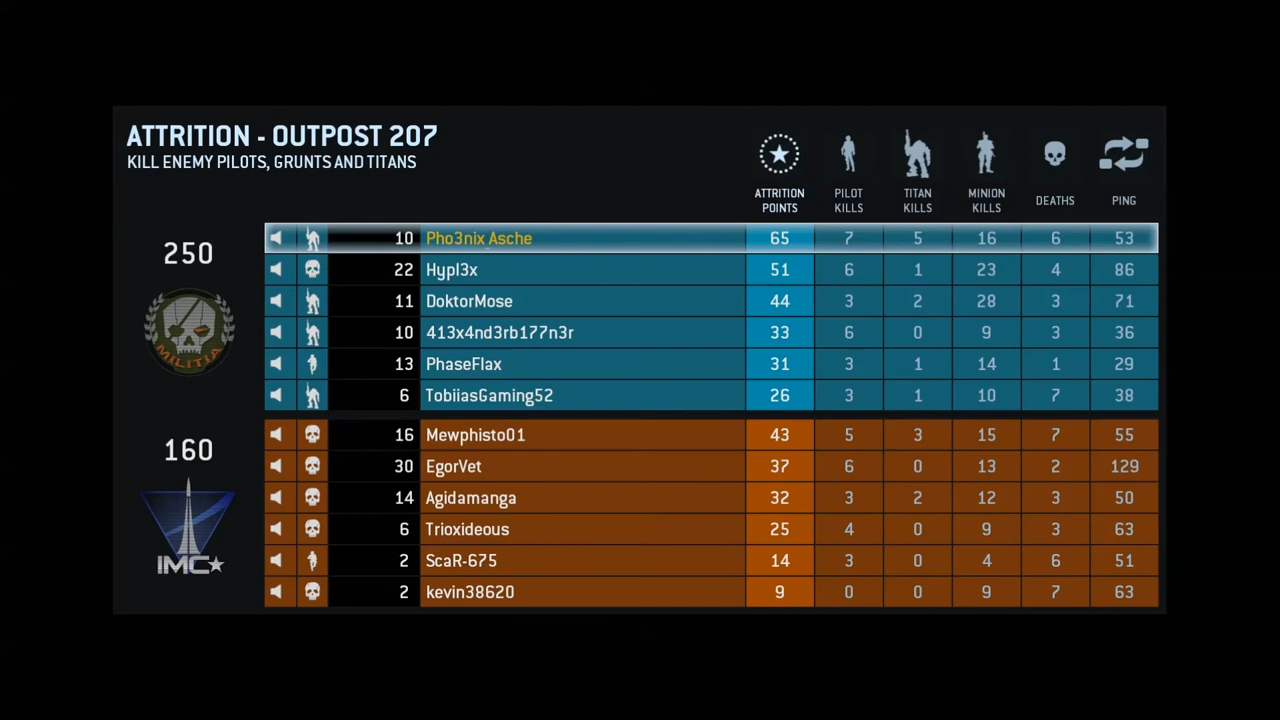 ATTRITION - OUTPOST 207
KILL ENEMY PILOTS, GRUNTS AND TITANS
ATTRITION POINTS PILOT KILLS TITAN KILLS MINION KILLS DEATHS PING
250
MILITIA
10 Pho3nix_Asche 65 7 5 16 6 53
22 Hypl3x 51 6 1 23 4 86
11 DoktorMose 44 3 2 28 3 71
10 413x4nd3rb177n3r 33 6 0 9 3 36
13 PhaseFlax 31 3 1 14 1 29
6 TobiiasGaming52 26 3 1 10 7 38
160
IMC
16 Mewphisto01 43 5 3 15 7 55
30 EgorVet 37 6 0 13 2 129
14 Agidamanga 32 3 2 12 3 50
6 Trioxideous 25 4 0 9 3 63
2 ScaR-675 14 3 0 4 6 51
2 kevin38620 9 0 0 9 7 63